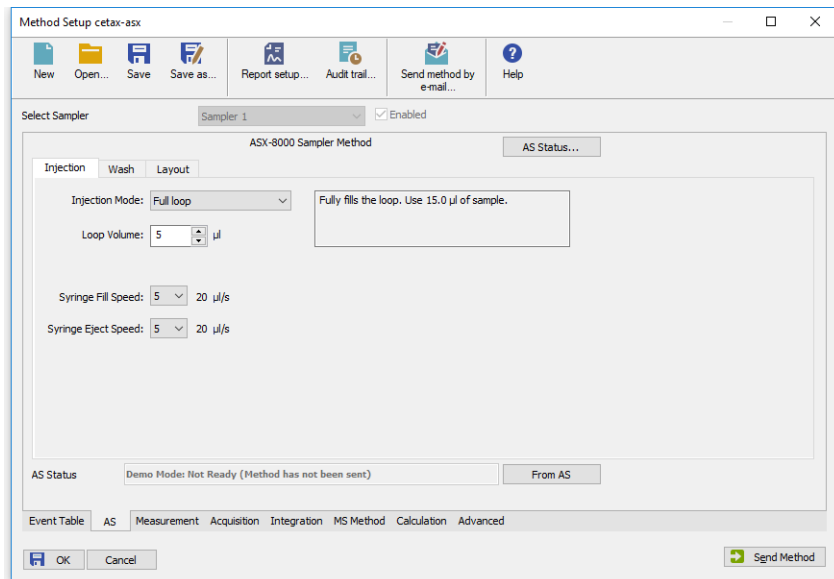 Method Setup cetax-asx
New Open... Save Save as... Report setup... Audit trail... Send method by e-mail... Help
Select Sampler Sampler 1 Enabled
ASX-8000 Sampler Method AS Status...
Injection Wash Layout
Injection Mode: Full loop Fully fills the loop. Use 15.0 µl of sample.
Loop Volume: 5 µl
Syringe Fill Speed: 5 20 µl/s
Syringe Eject Speed: 5 20 µl/s
AS Status Demo Mode: Not Ready (Method has not been sent) From AS
Event Table AS Measurement Acquisition Integration MS Method Calculation Advanced
OK Cancel Send Method